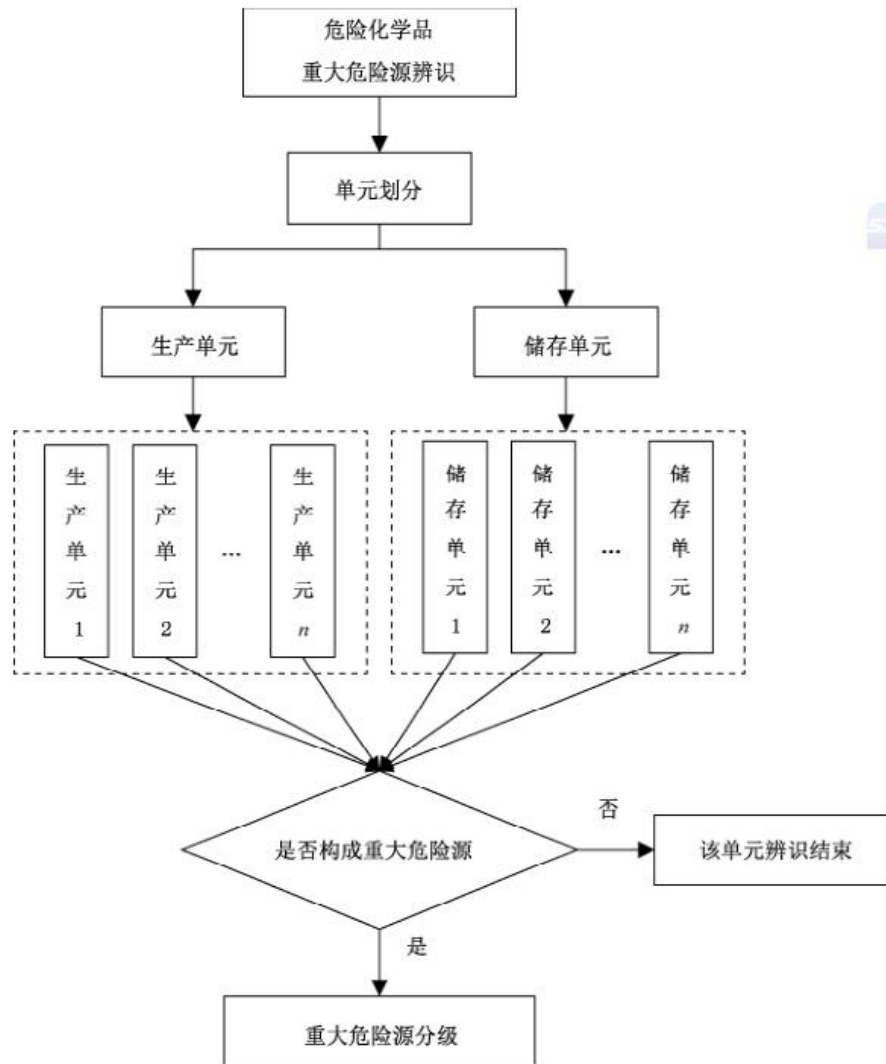 危险化学品
重大危险源辨识
单元划分
生产单元
储存单元
生产单元1
生产单元2
...
生产单元n
储存单元1
储存单元2
...
储存单元n
是否构成重大危险源
否
该单元辨识结束
是
重大危险源分级